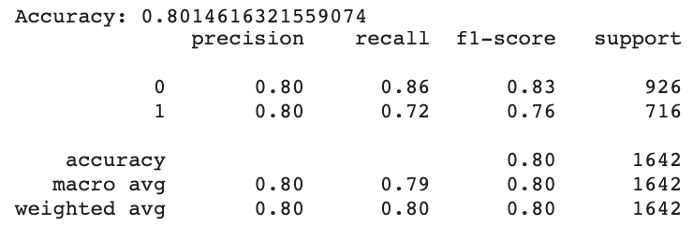 Accuracy: 0.8014616321559074
precision recall f1-score support
0 0.80 0.86 0.83 926
1 0.80 0.72 0.76 716
accuracy 0.80 1642
macro avg 0.80 0.79 0.80 1642
weighted avg 0.80 0.80 0.80 1642